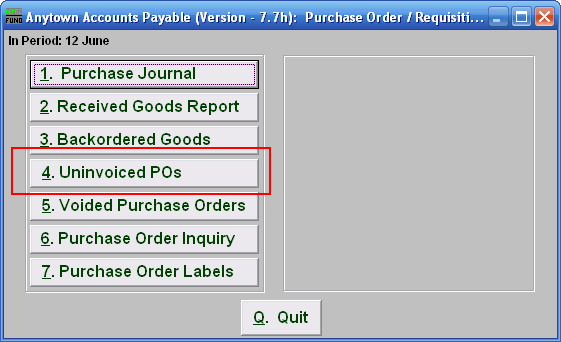 FUND
Anytown Accounts Payable (Version - 7.7h): Purchase Order / Requisiti...
In Period: 12 June
1. Purchase Journal
2. Received Goods Report
3. Backordered Goods
4. Uninvoiced POs
5. Voided Purchase Orders
6. Purchase Order Inquiry
7. Purchase Order Labels
Q. Quit